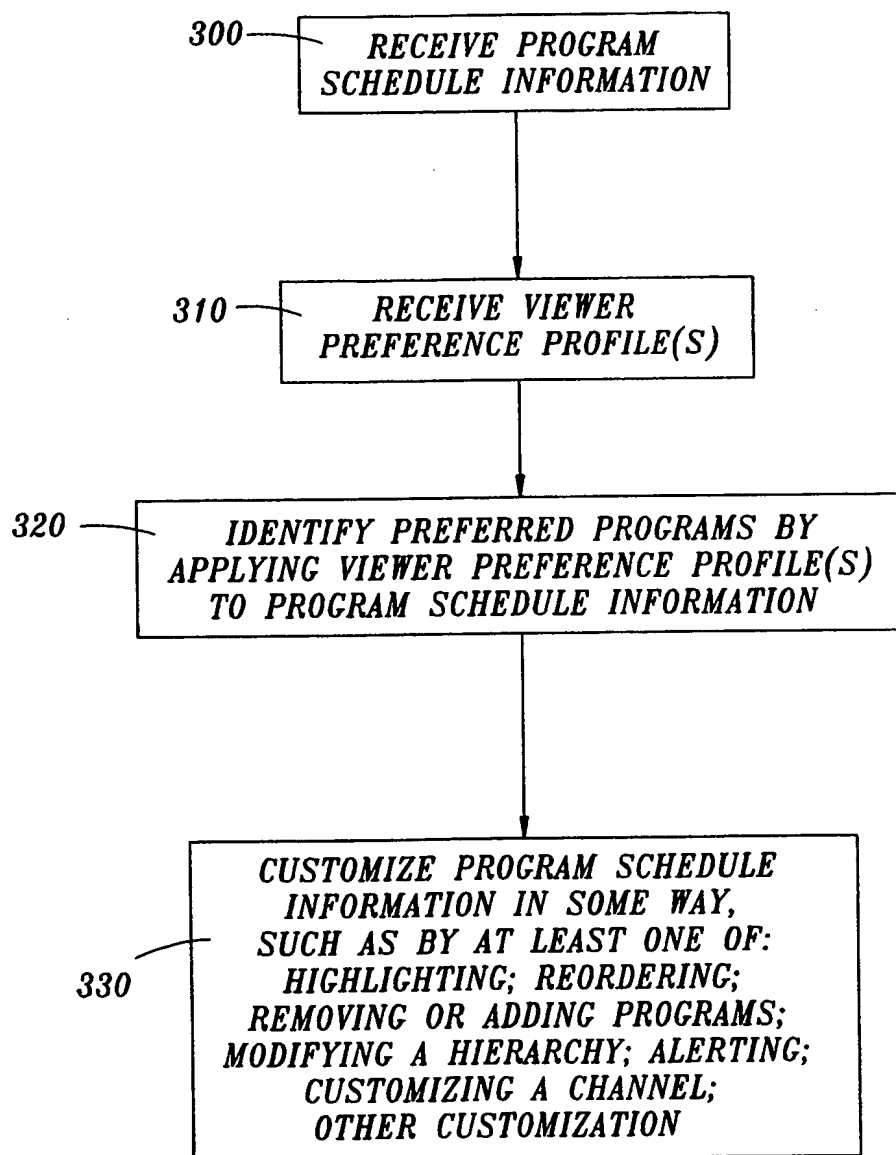 300
RECEIVE PROGRAM
SCHEDULE INFORMATION
310
RECEIVE VIEWER
PREFERENCE PROFILE(S)
320
IDENTIFY PREFERRED PROGRAMS BY
APPLYING VIEWER PREFERENCE PROFILE(S)
TO PROGRAM SCHEDULE INFORMATION
330
CUSTOMIZE PROGRAM SCHEDULE
INFORMATION IN SOME WAY,
SUCH AS BY AT LEAST ONE OF:
HIGHLIGHTING; REORDERING;
REMOVING OR ADDING PROGRAMS;
MODIFYING A HIERARCHY; ALERTING;
CUSTOMIZING A CHANNEL;
OTHER CUSTOMIZATION